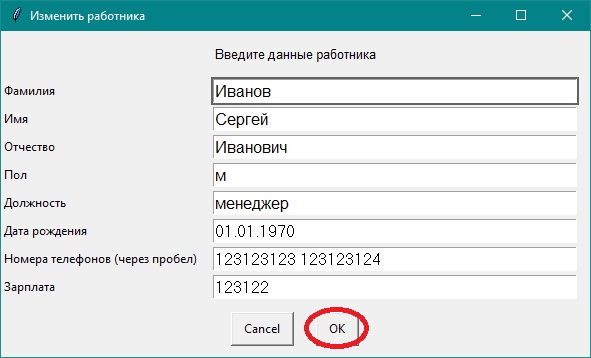 Изменить работника
Введите данные работника
Фамилия Иванов
Имя Сергей
Отчество Иванович
Пол м
Должность менеджер
Дата рождения 01.01.1970
Номера телефонов (через пробел) 123123123 123123124
Зарплата 123122
Cancel OK